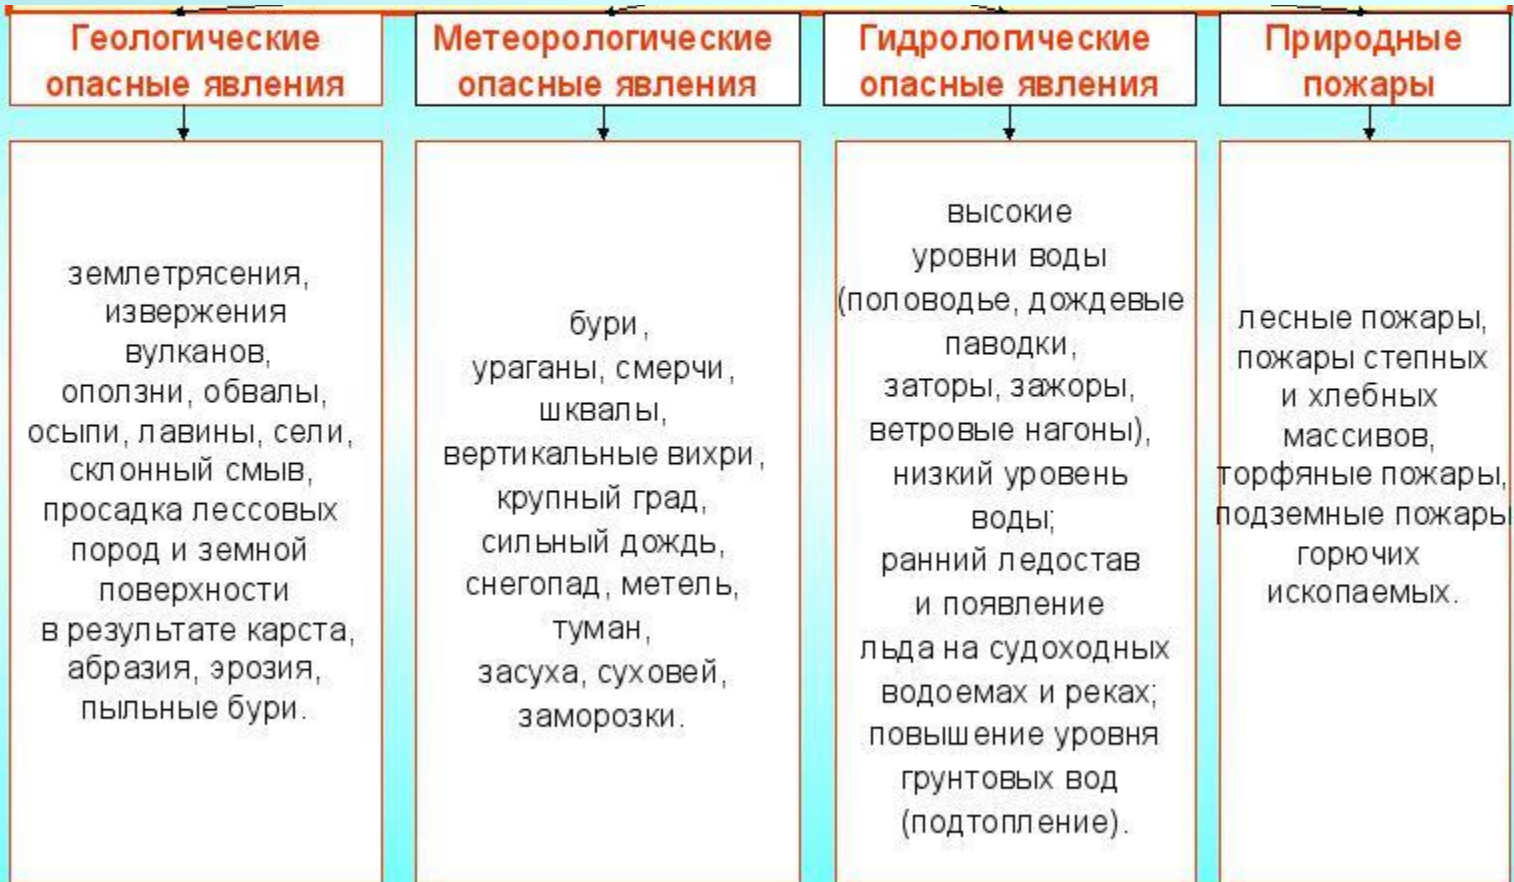 Геологические
опасные явления
землетрясения,
извержения
вулканов,
оползни, обвалы,
осыпи, лавины, сели,
склонный смыв,
просадка лессовых
пород и земной
поверхности
в результате карста,
абразия, эрозия,
пыльные бури.
Метеорологические
опасные явления
бури,
ураганы, смерчи,
шквалы,
вертикальные вихри,
крупный град,
сильный дождь,
снегопад, метель,
туман,
засуха, суховей,
заморозки.
Гидрологические
опасные явления
высокие
уровни воды
(половодье, дождевые
паводки,
заторы, зажоры,
ветровые нагоны),
низкий уровень
воды;
ранний ледостав
и появление
льда на судоходных
водоемах и реках;
повышение уровня
грунтовых вод
(подтопление).
Природные
пожары
лесные пожары,
пожары степных
и хлебных
массивов,
торфяные пожары,
подземные пожары
горючих
ископаемых.